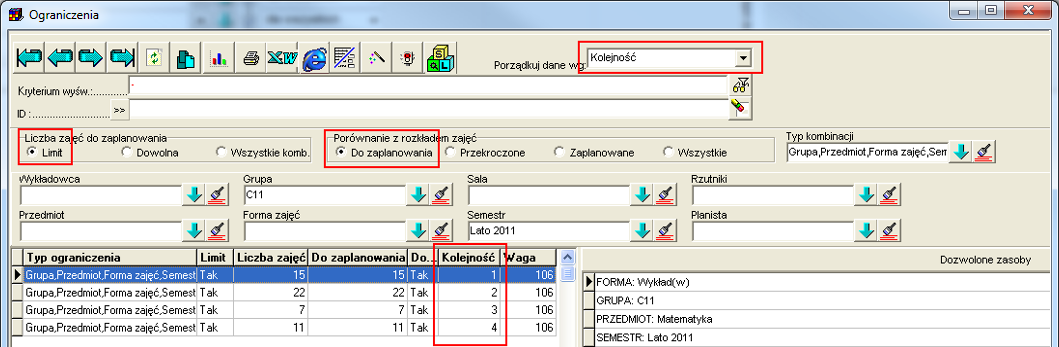 Ograniczenia
Porządkuj dane wg: Kolejność
Kryterium wyśw.:............ -
ID :............................ >>
Liczba zajęć do zaplanowania
Limit Dowolna Wszystkie komb.
Porównanie z rozkładem zajęć
Do zaplanowania Przekroczone Zaplanowane Wszystkie
Typ kombinacji
Grupa,Przedmiot,Forma zajęć,Sem
Wykładowca Grupa Sala Rzutniki
C11
Przedmiot Forma zajęć Semestr Planista
Lato 2011
Typ ograniczenia Limit Liczba zajęć Do zaplanowania Do... Kolejność Waga
Grupa,Przedmiot,Forma zajęć,Semest Tak 15 15 Tak 1 106
Grupa,Przedmiot,Forma zajęć,Semest Tak 22 22 Tak 2 106
Grupa,Przedmiot,Forma zajęć,Semest Tak 7 7 Tak 3 106
Grupa,Przedmiot,Forma zajęć,Semest Tak 11 11 Tak 4 106
Dozwolone zasoby
FORMA: Wykład(w)
GRUPA: C11
PRZEDMIOT: Matematyka
SEMESTR: Lato 2011